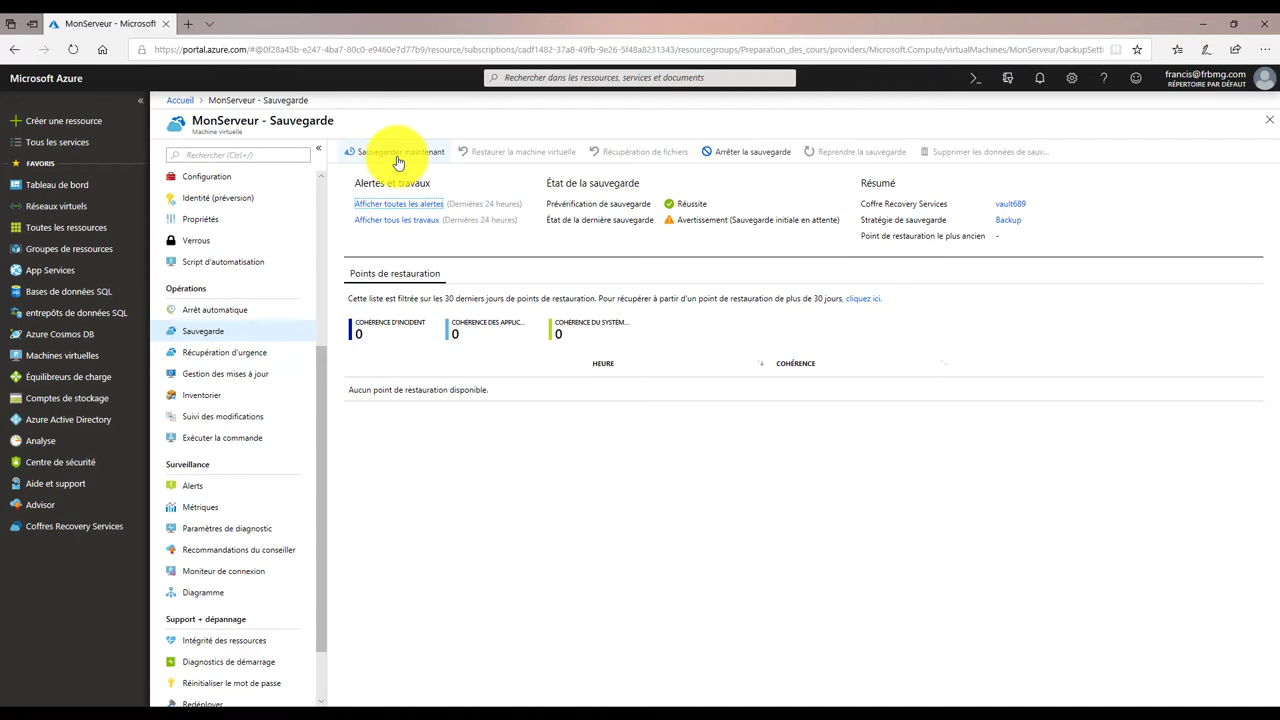 MonServeur - Microsoft
https://portal.azure.com/#@0f28a45b-e247-4ba7-80c0-e9460e7d77b9/resource/subscriptions/cadf1482-37a8-49fb-9e26-5f48a8231343/resourcegroups/Preparation_des_cours/providers/Microsoft.Compute/virtualMachines/MonServeur/backupSetti
Microsoft Azure
Rechercher dans les ressources, services et documents
francis@frbmg.com
RÉPERTOIRE PAR DÉFAUT
Accueil > MonServeur - Sauvegarde
MonServeur - Sauvegarde
Machine virtuelle
Créer une ressource
Tous les services
FAVORIS
Tableau de bord
Réseaux virtuels
Toutes les ressources
Groupes de ressources
App Services
Bases de données SQL
entrepôts de données SQL
Azure Cosmos DB
Machines virtuelles
Équilibreurs de charge
Comptes de stockage
Azure Active Directory
Analyse
Centre de sécurité
Aide et support
Advisor
Coffres Recovery Services
Rechercher (Ctrl+/)
Configuration
Identité (préversion)
Propriétés
Verrous
Script d'automatisation
Opérations
Arrêt automatique
Sauvegarde
Récupération d'urgence
Gestion des mises à jour
Inventorier
Suivi des modifications
Exécuter la commande
Surveillance
Alerts
Métriques
Paramètres de diagnostic
Recommandations du conseiller
Moniteur de connexion
Diagramme
Support + dépannage
Intégrité des ressources
Diagnostics de démarrage
Réinitialiser le mot de passe
Redéployer
Sauvegarder maintenant Restaurer la machine virtuelle Récupération de fichiers Arrêter la sauvegarde Reprendre la sauvegarde Supprimer les données de sauv...
Alertes et travaux
Afficher toutes les alertes (Dernières 24 heures)
Afficher tous les travaux (Dernières 24 heures)
État de la sauvegarde
Prévérification de sauvegarde Réussite
État de la dernière sauvegarde Avertissement (Sauvegarde initiale en attente)
Résumé
Coffre Recovery Services vault689
Stratégie de sauvegarde Backup
Point de restauration le plus ancien -
Points de restauration
Cette liste est filtrée sur les 30 derniers jours de points de restauration. Pour récupérer à partir d'un point de restauration de plus de 30 jours, cliquez ici.
COHÉRENCE D'INCIDENT COHÉRENCE DES APPLIC... COHÉRENCE DU SYSTÈM...
0 0 0
HEURE COHÉRENCE
Aucun point de restauration disponible.